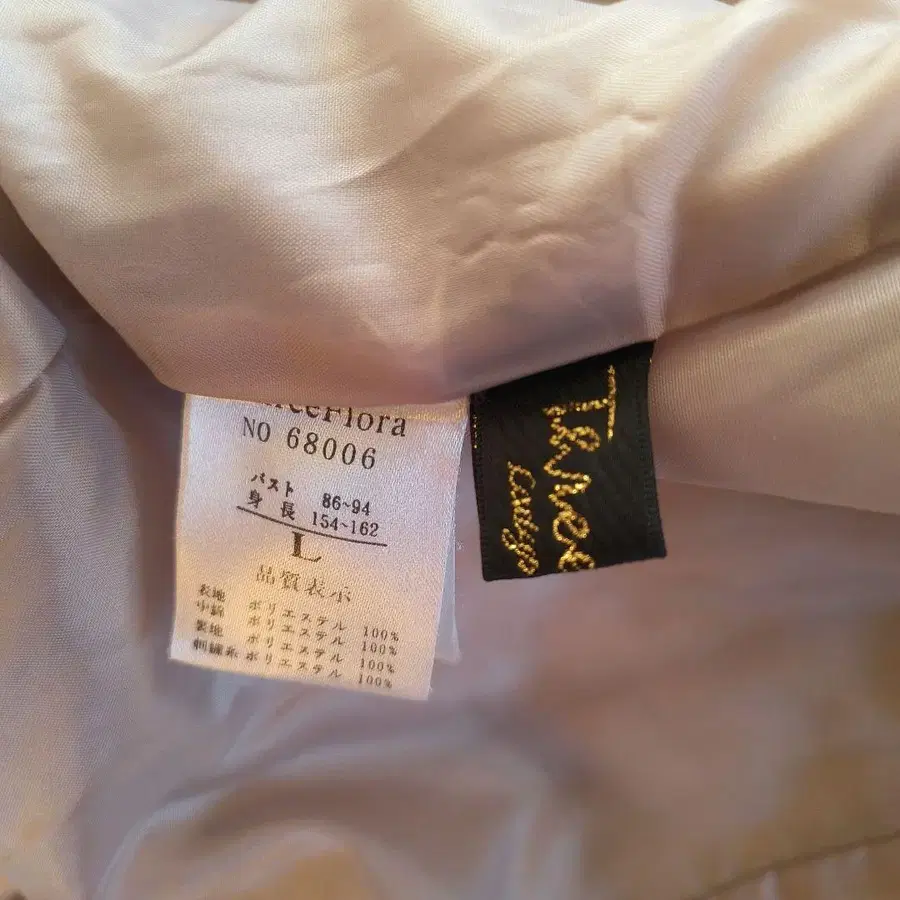 NO 68006
バスト 86~94
身長 154~162
L
品質表示
表地 ポリエステル 100%
中綿 ポリエステル 100%
裏地 ポリエステル 100%
刺繍糸 ポリエステル 100%